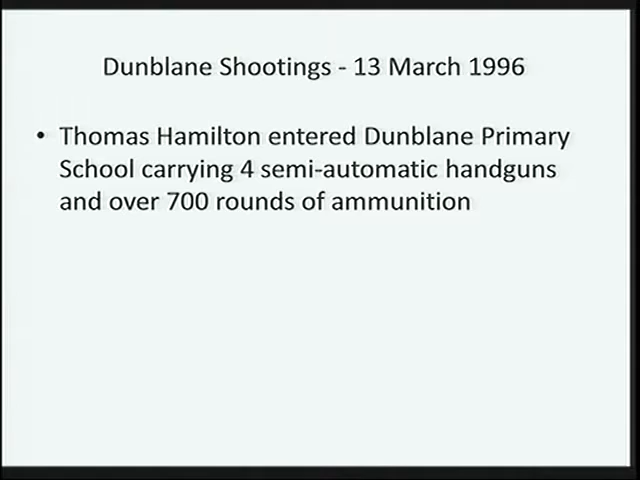 Dunblane Shootings - 13 March 1996
• Thomas Hamilton entered Dunblane Primary
School carrying 4 semi-automatic handguns
and over 700 rounds of ammunition